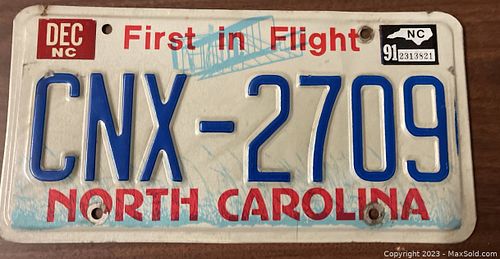 DEC
NC
First in Flight
NC
91 2313821
CNX-2709
NORTH CAROLINA
Copyright © 2023 - MaxSold.com